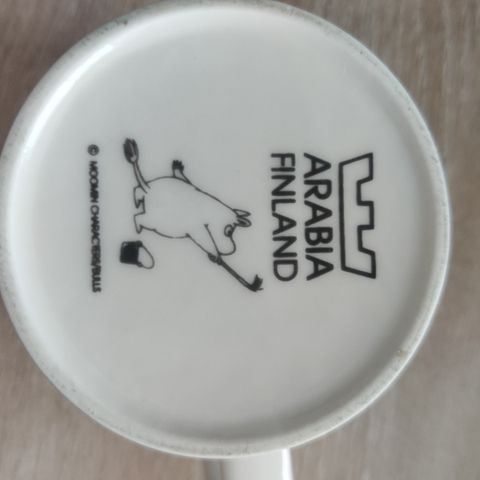 ARABIA
FINLAND
© MOOMIN CHARACTERS/BULLS